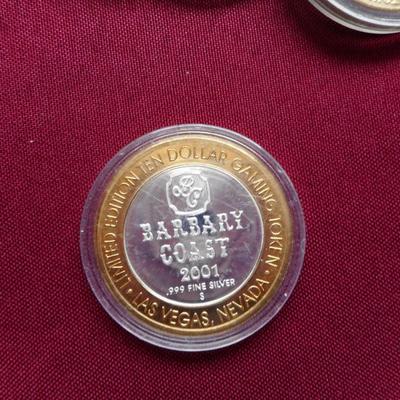 BC
BARBARY
COAST
2001
.999 FINE SILVER
S
LIMITED EDITION TEN DOLLAR GAMING TOKEN
• LAS VEGAS, NEVADA •